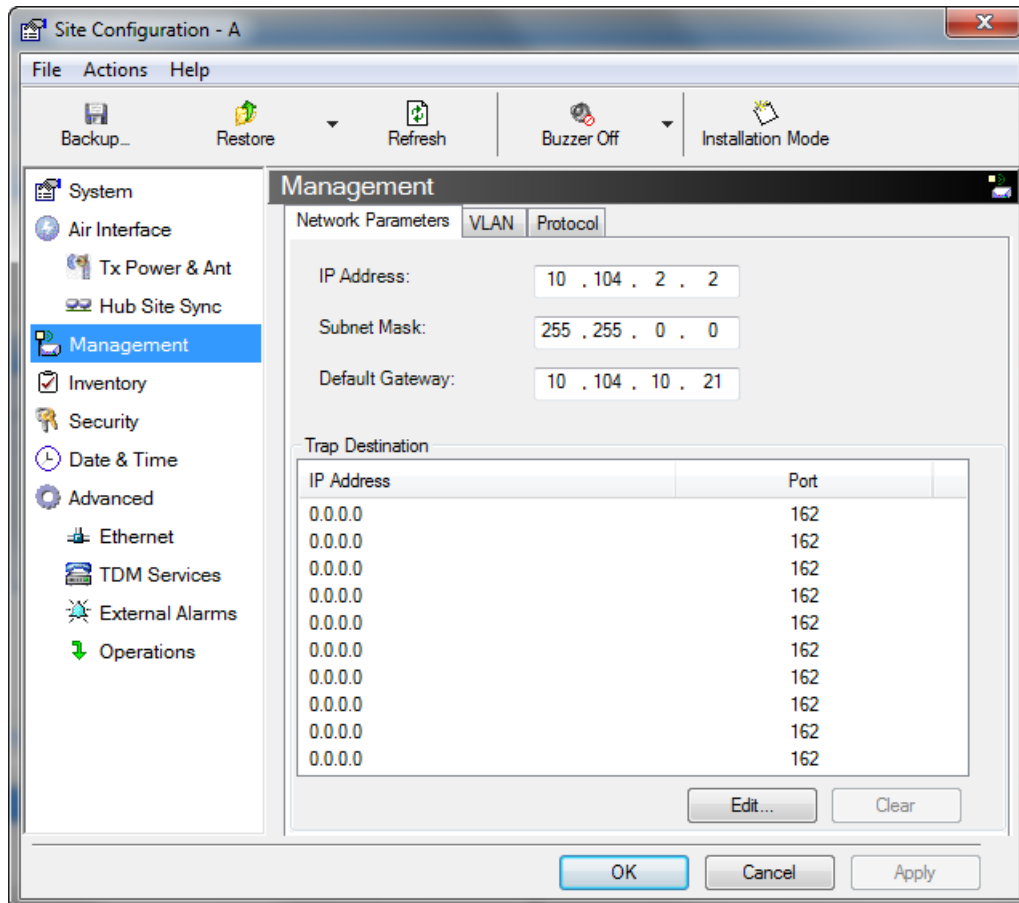 Site Configuration - A
File Actions Help
Backup... Restore Refresh Buzzer Off Installation Mode
System
Air Interface
Tx Power & Ant
Hub Site Sync
Management
Inventory
Security
Date & Time
Advanced
Ethernet
TDM Services
External Alarms
Operations
Management
Network Parameters VLAN Protocol
IP Address: 10 . 104 . 2 . 2
Subnet Mask: 255 . 255 . 0 . 0
Default Gateway: 10 . 104 . 10 . 21
Trap Destination
IP Address Port
0.0.0.0 162
0.0.0.0 162
0.0.0.0 162
0.0.0.0 162
0.0.0.0 162
0.0.0.0 162
0.0.0.0 162
0.0.0.0 162
0.0.0.0 162
0.0.0.0 162
Edit... Clear
OK Cancel Apply